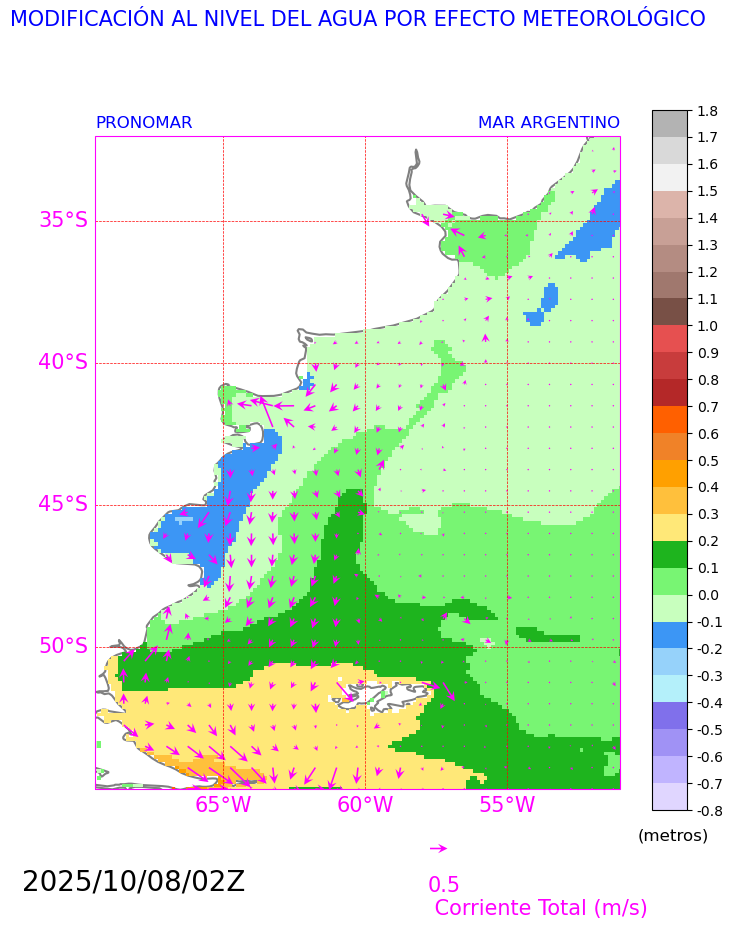 MODIFICACIÓN AL NIVEL DEL AGUA POR EFECTO METEOROLÓGICO
PRONOMAR
MAR ARGENTINO
1.8
1.7
1.6
1.5
1.4
1.3
1.2
1.1
1.0
0.9
0.8
0.7
0.6
0.5
0.4
0.3
0.2
0.1
0.0
-0.1
-0.2
-0.3
-0.4
-0.5
-0.6
-0.7
-0.8
(metros)
35°S
40°S
45°S
50°S
65°W
60°W
55°W
2025/10/08/02Z
0.5
Corriente Total (m/s)